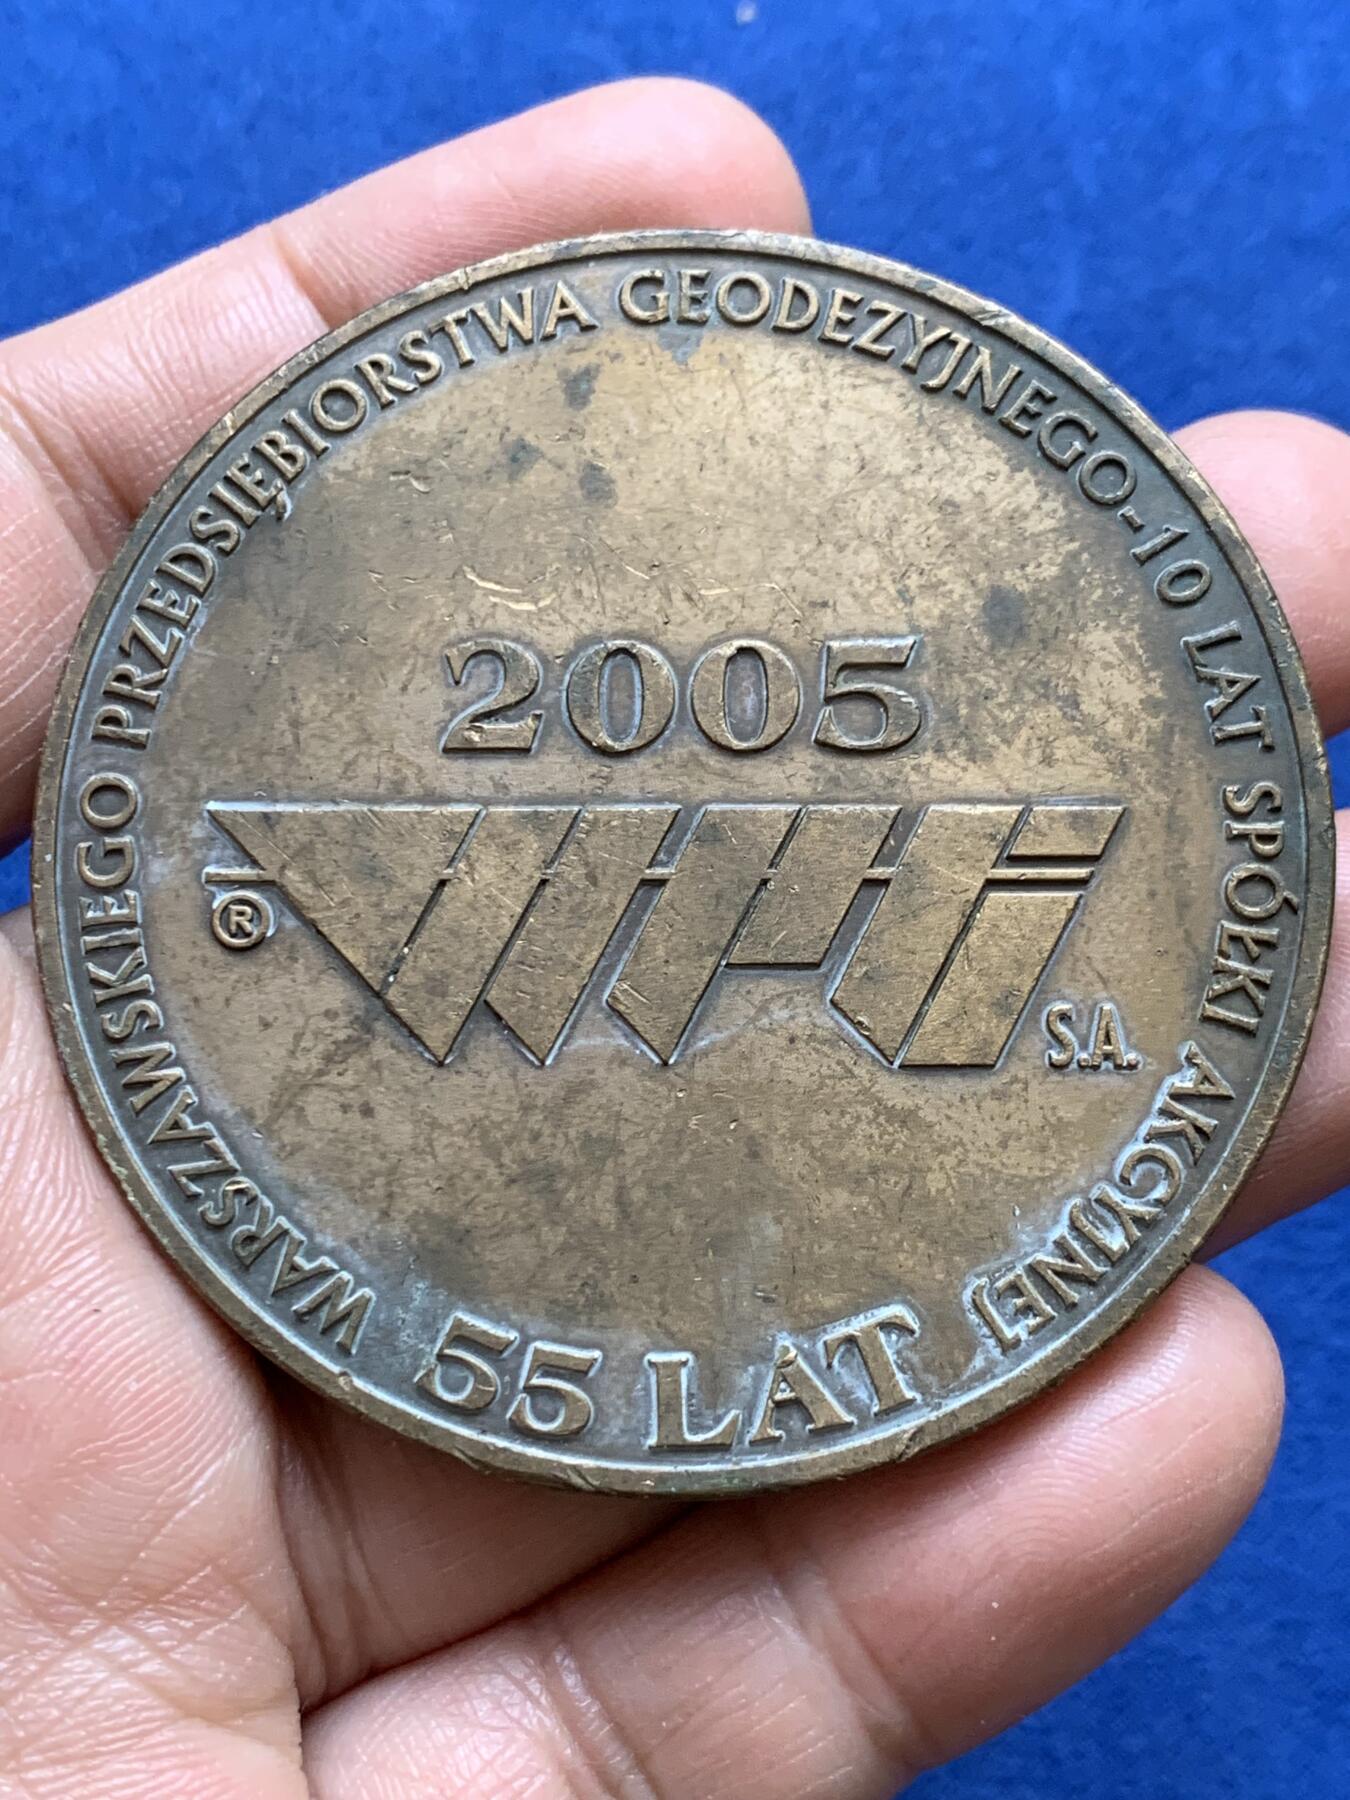 WARSZAWSKIEGO PRZEDSIĘBIORSTWA GEODEZYJNEGO-10 LAT SPÓŁKI AKCYJNEJ
2005
WPG
®
S.A.
55 LAT